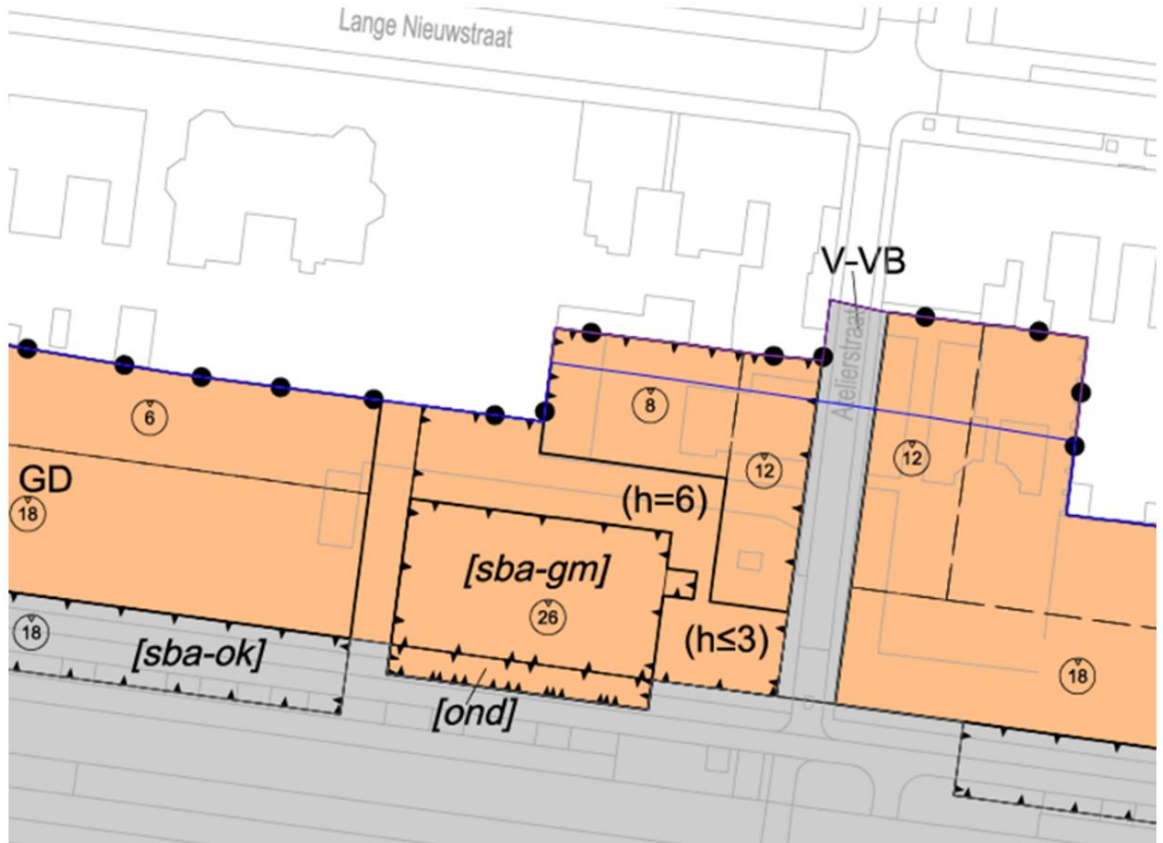 Lange Nieuwstraat
V-VB
Atelierstraat
6
8
12
12
GD
18
(h=6)
[sba-gm]
26
18
[sba-ok]
(h≤3)
18
[ond]